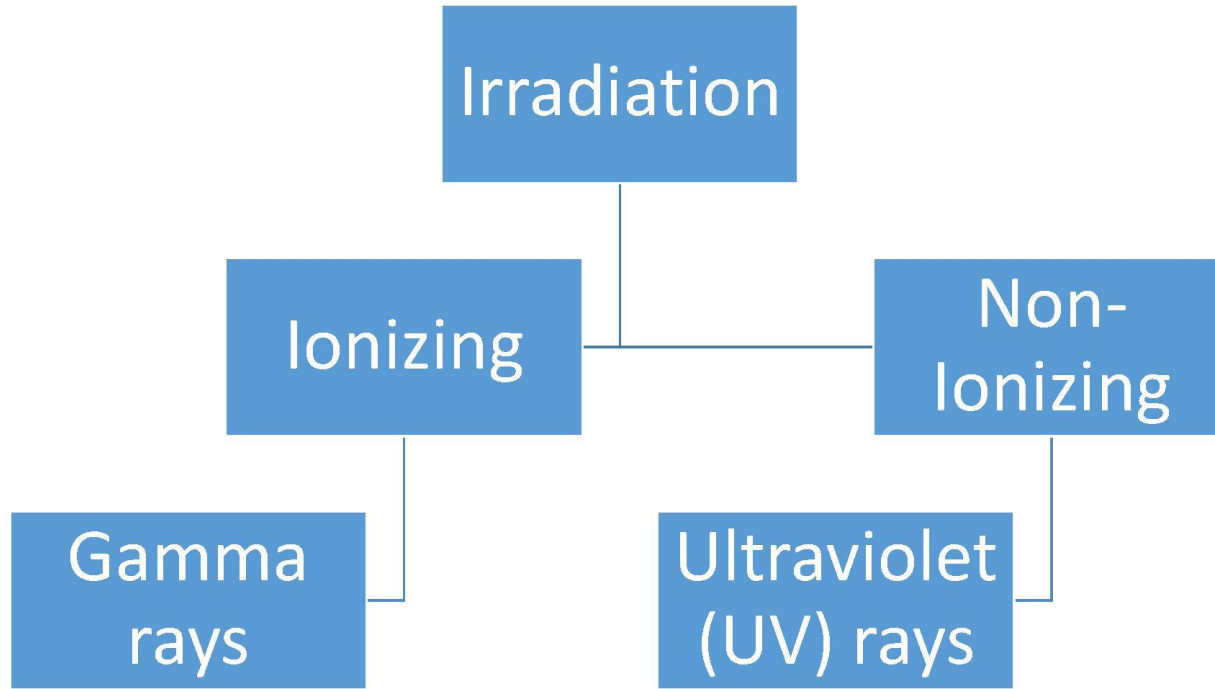 Irradiation
Ionizing
Non-
Ionizing
Gamma
rays
Ultraviolet
(UV) rays